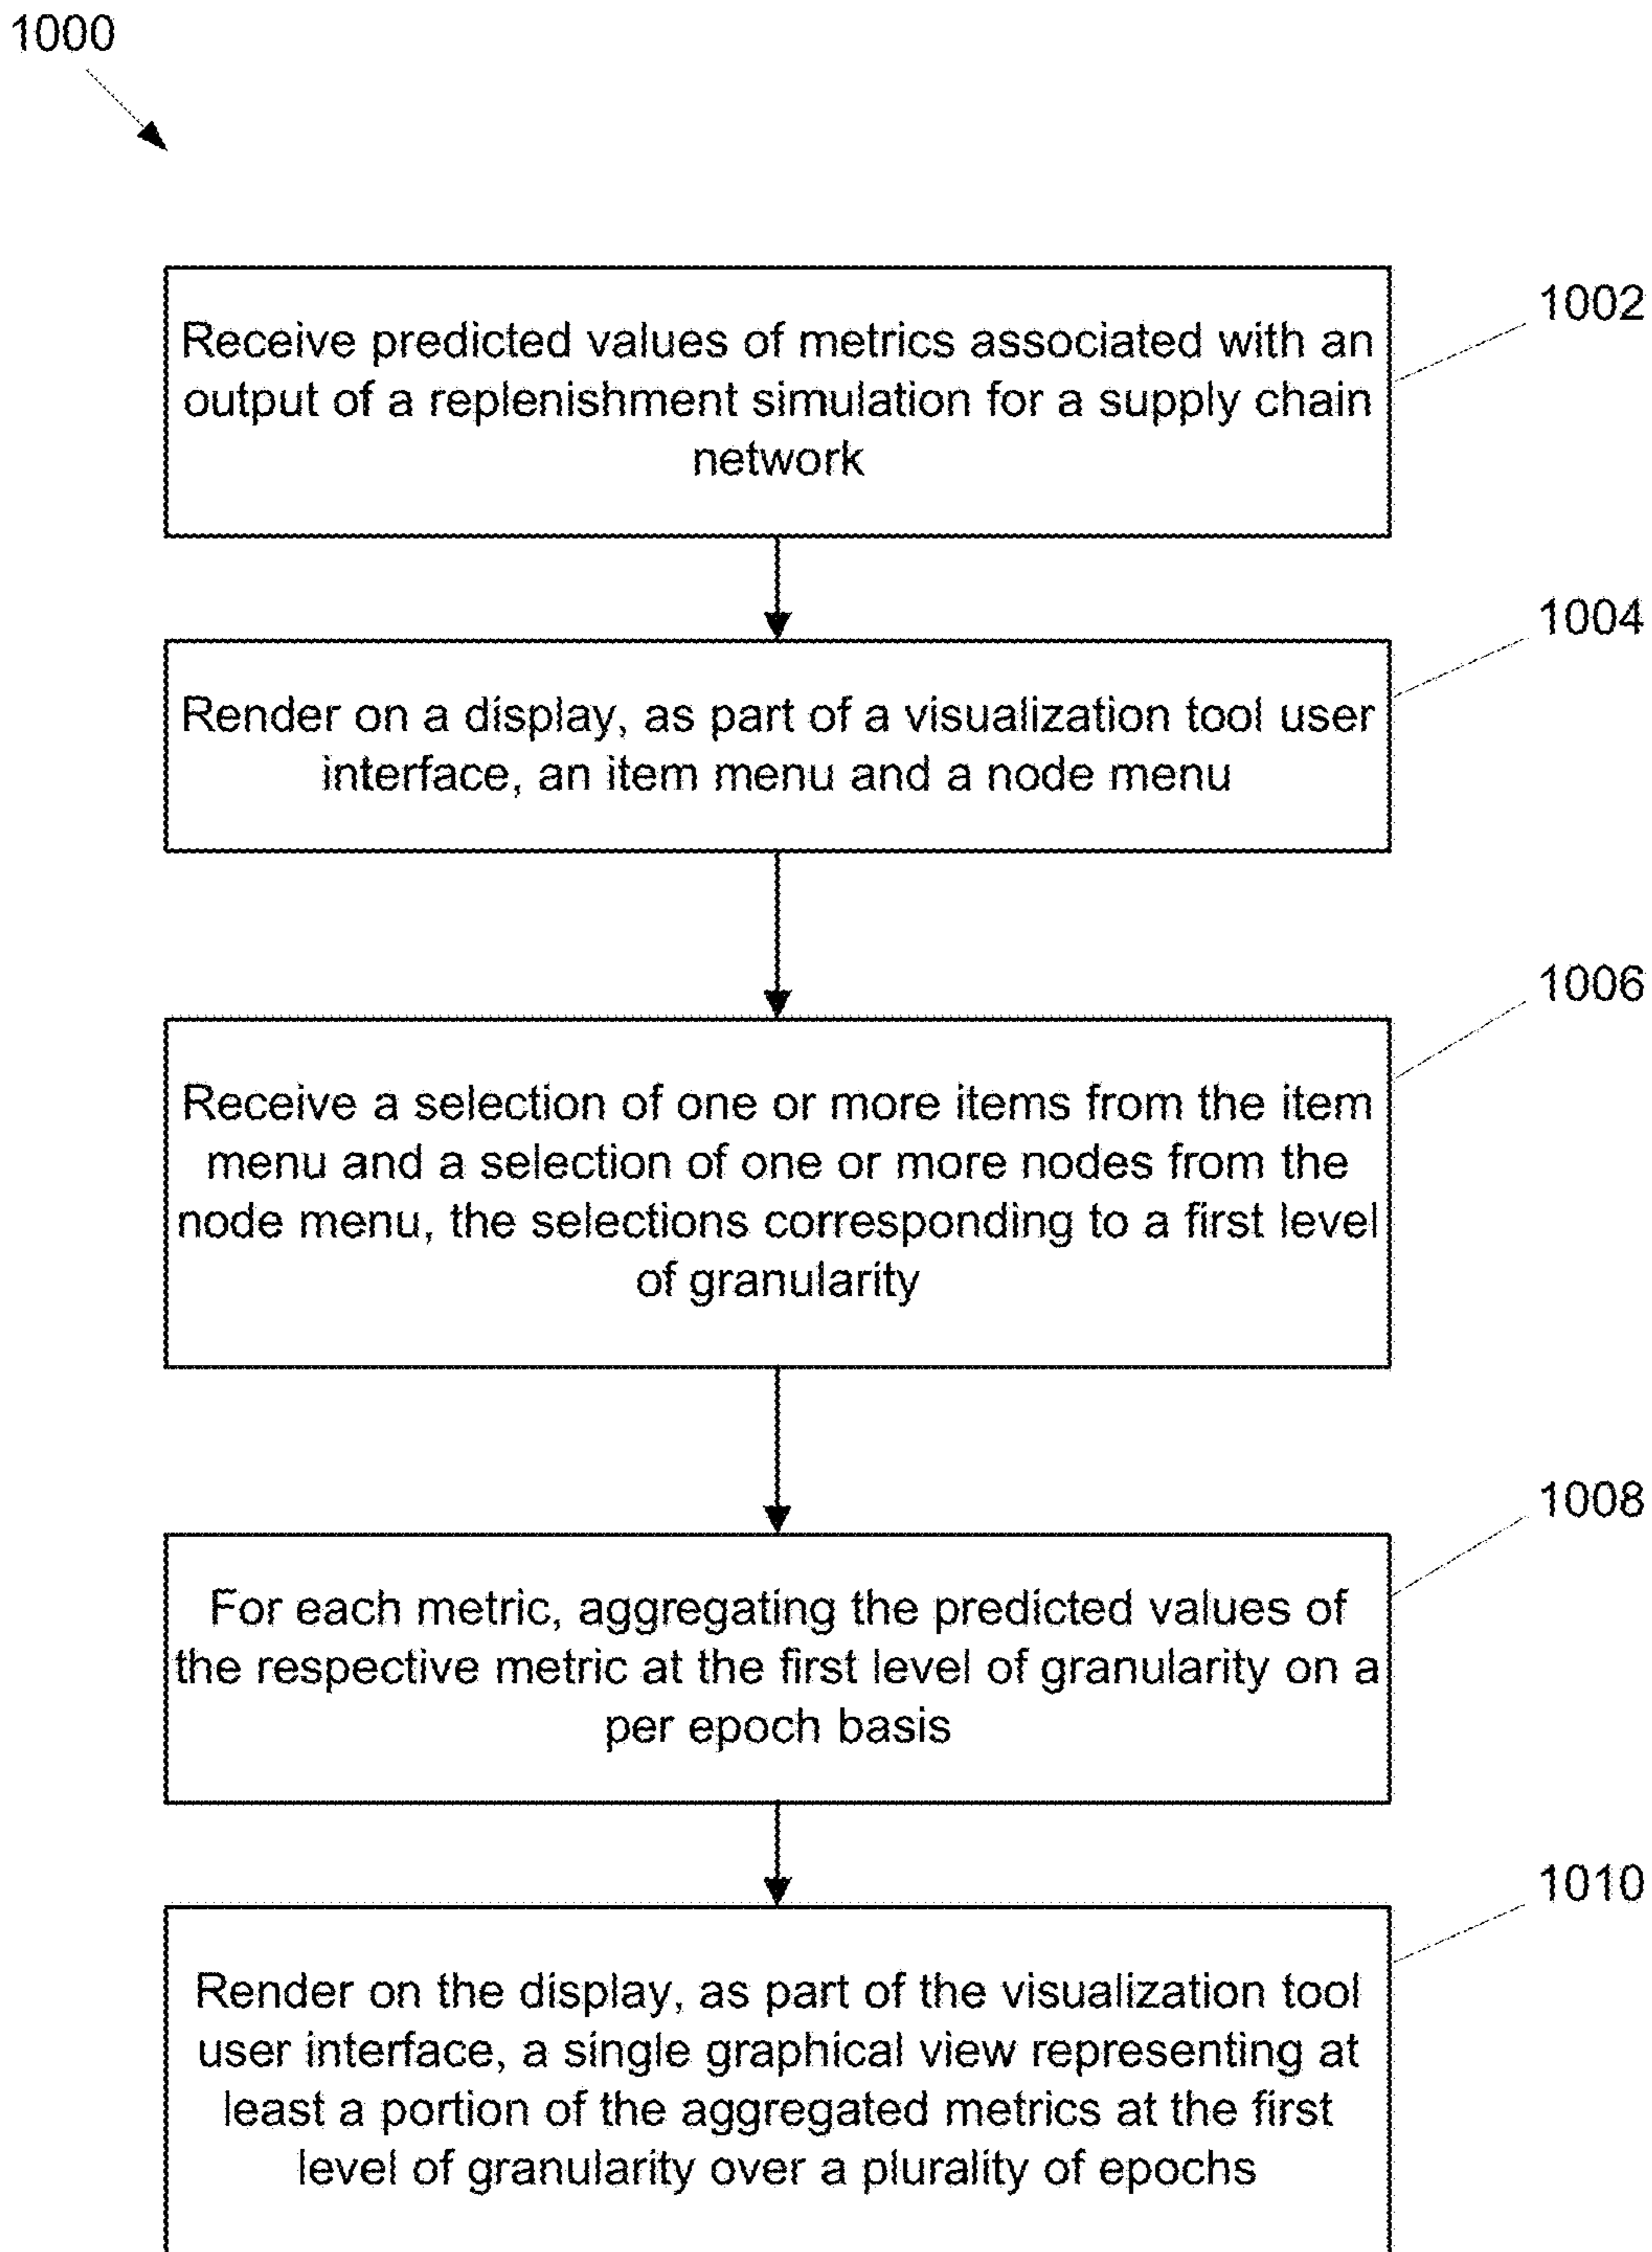 1000
1002
Receive predicted values of metrics associated with an
output of a replenishment simulation for a supply chain
network
1004
Render on a display, as part of a visualization tool user
interface, an item menu and a node menu
1006
Receive a selection of one or more items from the item
menu and a selection of one or more nodes from the
node menu, the selections corresponding to a first level
of granularity
1008
For each metric, aggregating the predicted values of
the respective metric at the first level of granularity on a
per epoch basis
1010
Render on the display, as part of the visualization tool
user interface, a single graphical view representing at
least a portion of the aggregated metrics at the first
level of granularity over a plurality of epochs